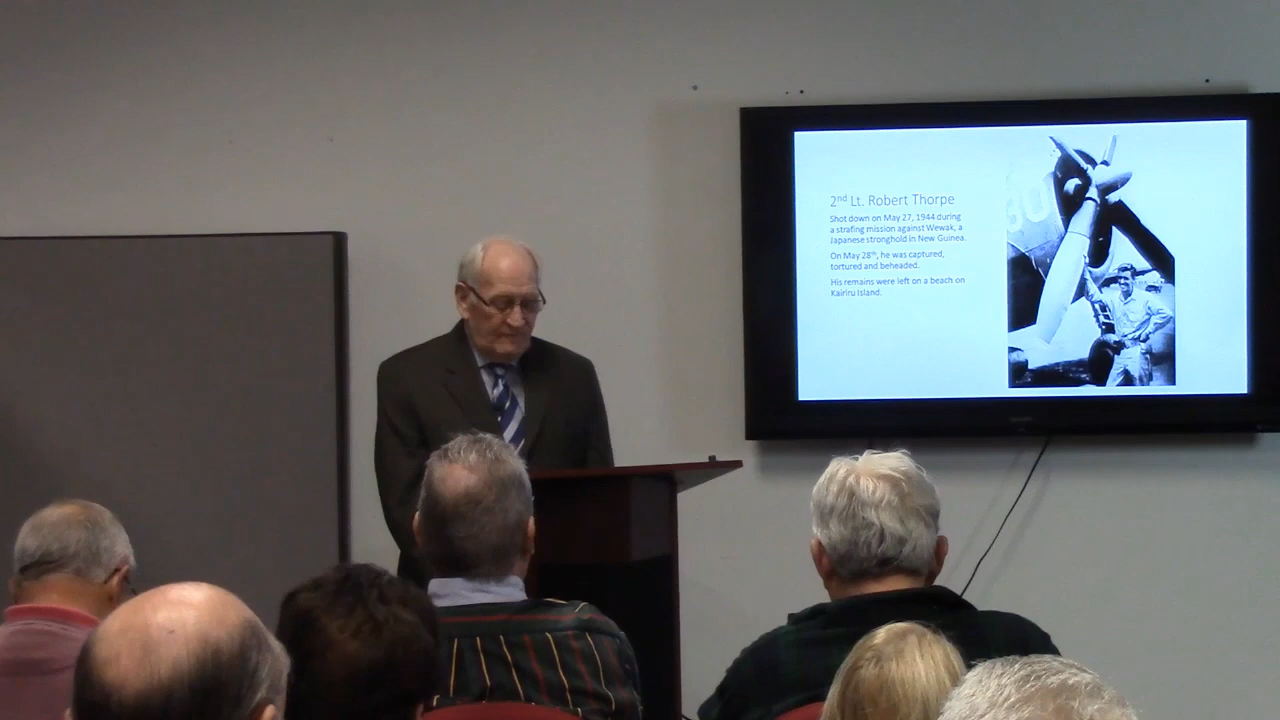 2nd Lt. Robert Thorpe
Shot down on May 27, 1944 during
a strafing mission against Wewak, a
Japanese stronghold in New Guinea.
On May 28th, he was captured,
tortured and beheaded.
His remains were left on a beach on
Kairiru Island.